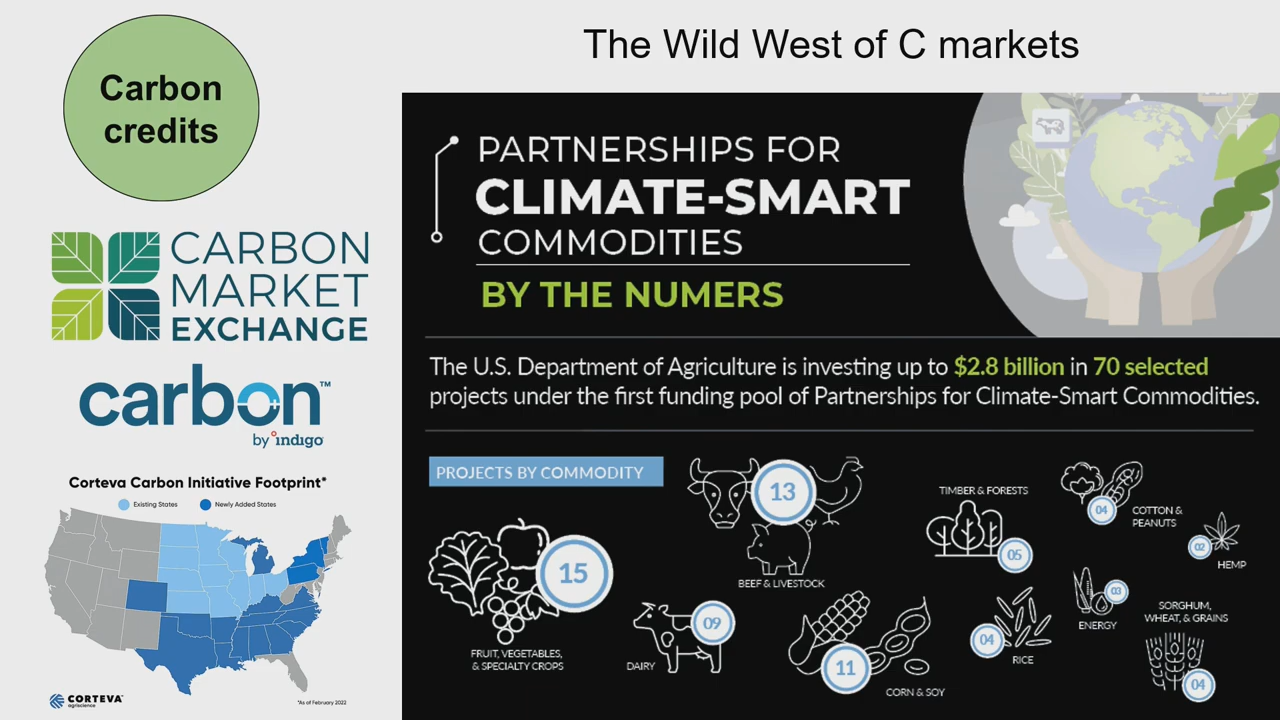 The Wild West of C markets
Carbon
credits
CARBON
MARKET
EXCHANGE
carbon™
by indigo
Corteva Carbon Initiative Footprint*
Existing States
Newly Added States
CORTEVA
agriscience
*As of February 2022
PARTNERSHIPS FOR
CLIMATE-SMART
COMMODITIES
BY THE NUMERS
The U.S. Department of Agriculture is investing up to $2.8 billion in 70 selected
projects under the first funding pool of Partnerships for Climate-Smart Commodities.
PROJECTS BY COMMODITY
15
FRUIT, VEGETABLES,
& SPECIALTY CROPS
13
BEEF & LIVESTOCK
09
DAIRY
11
CORN & SOY
TIMBER & FORESTS
05
04
COTTON &
PEANUTS
02
HEMP
03
ENERGY
04
RICE
SORGHUM,
WHEAT, & GRAINS
04